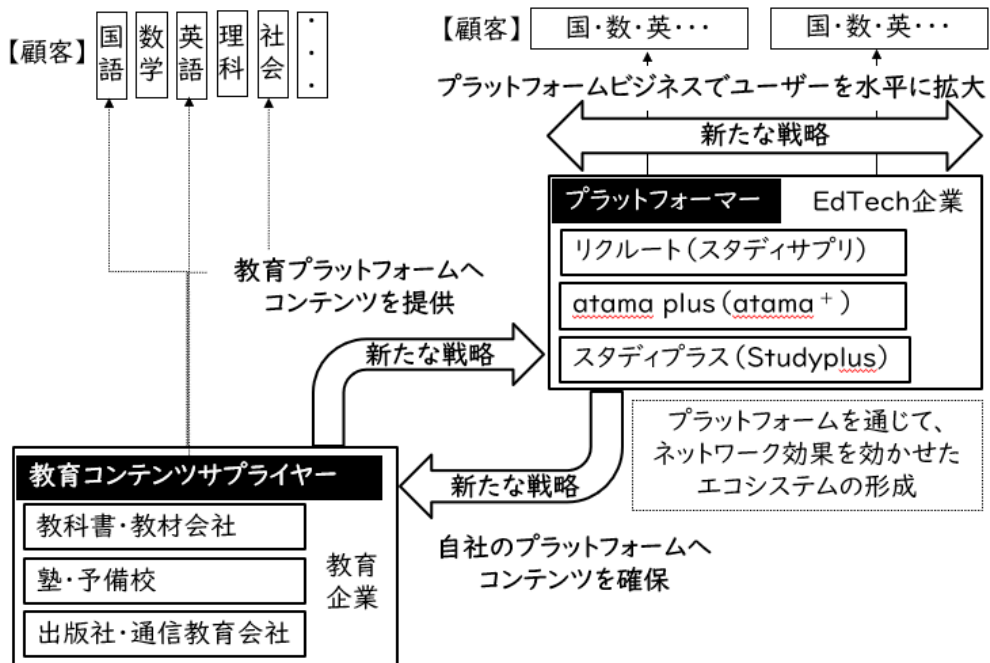 【顧客】
国語
数学
英語
理科
社会
・・・
【顧客】
国・数・英・・・
国・数・英・・・
プラットフォームビジネスでユーザーを水平に拡大
新たな戦略
プラットフォーマー
EdTech企業
リクルート(スタディサプリ)
atama plus(atama⁺)
スタディプラス(Studyplus)
教育プラットフォームへ
コンテンツを提供
新たな戦略
プラットフォームを通じて、
ネットワーク効果を効かせた
エコシステムの形成
新たな戦略
自社のプラットフォームへ
コンテンツを確保
教育コンテンツサプライヤー
教科書・教材会社
塾・予備校
出版社・通信教育会社
教育
企業